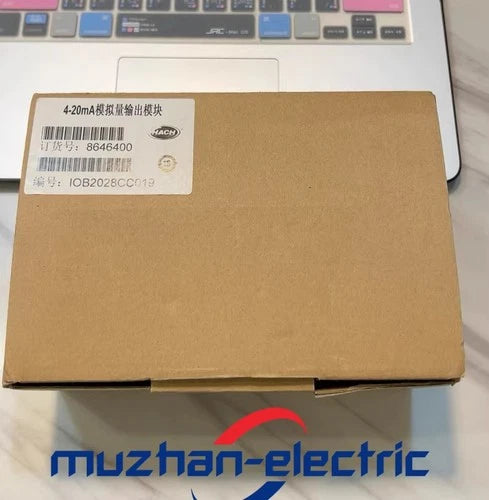 4-20mA模拟量输出模块
HACH
订货号: 8646400
编号: IOB2028CC019
muzhan-electric